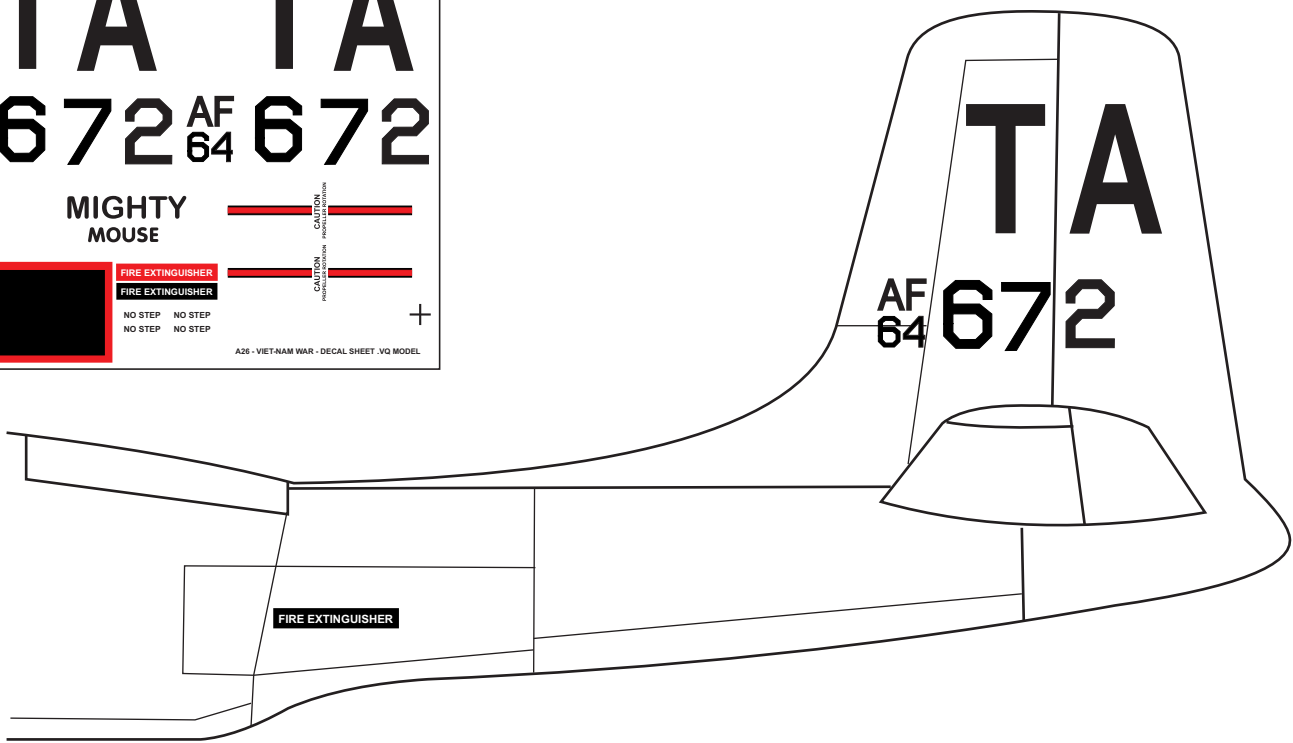 TA TA
672 AF 64 672
MIGHTY
MOUSE
CAUTION
PROPELLER ROTATION
CAUTION
PROPELLER ROTATION
FIRE EXTINGUISHER
FIRE EXTINGUISHER
NO STEP NO STEP
NO STEP NO STEP
A26 - VIET-NAM WAR - DECAL SHEET .VQ MODEL
TA
AF 64 672
FIRE EXTINGUISHER